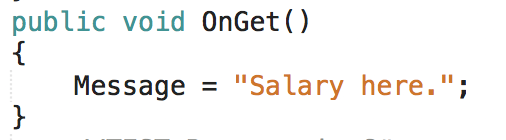 public void OnGet()
{
Message = "Salary here.";
}